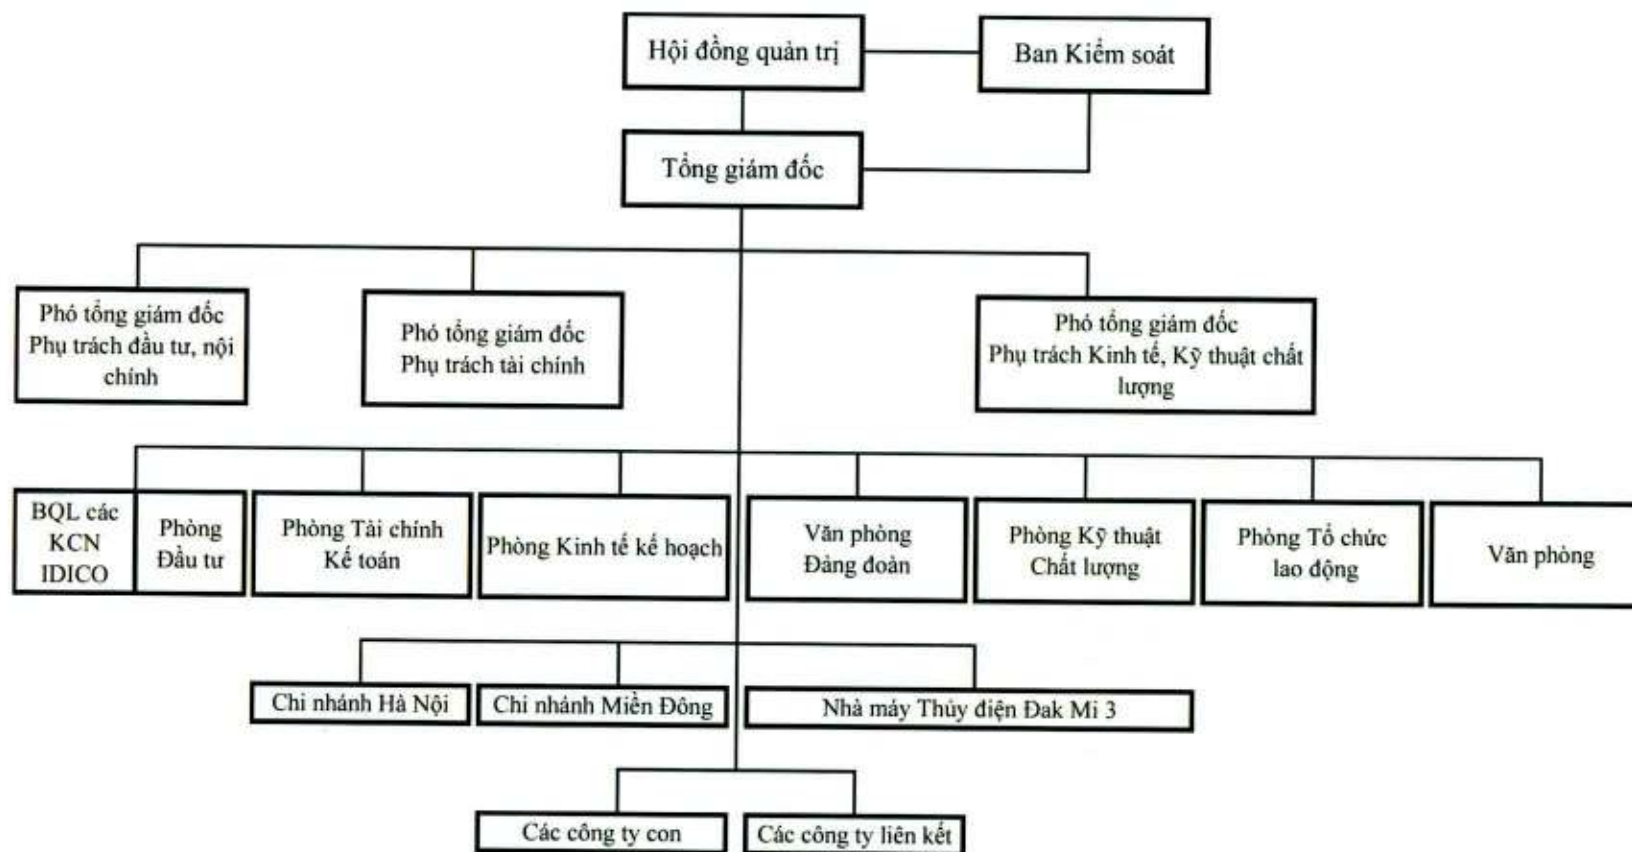 Hội đồng quản trị
Ban Kiểm soát
Tổng giám đốc
Phó tổng giám đốc
Phụ trách đầu tư, nội
chính
Phó tổng giám đốc
Phụ trách tài chính
Phó tổng giám đốc
Phụ trách Kinh tế, Kỹ thuật chất
lượng
BQL các
KCN
IDICO
Phòng
Đầu tư
Phòng Tài chính
Kế toán
Phòng Kinh tế kế hoạch
Văn phòng
Đảng đoàn
Phòng Kỹ thuật
Chất lượng
Phòng Tổ chức
lao động
Văn phòng
Chi nhánh Hà Nội
Chi nhánh Miền Đông
Nhà máy Thủy điện Đak Mi 3
Các công ty con
Các công ty liên kết